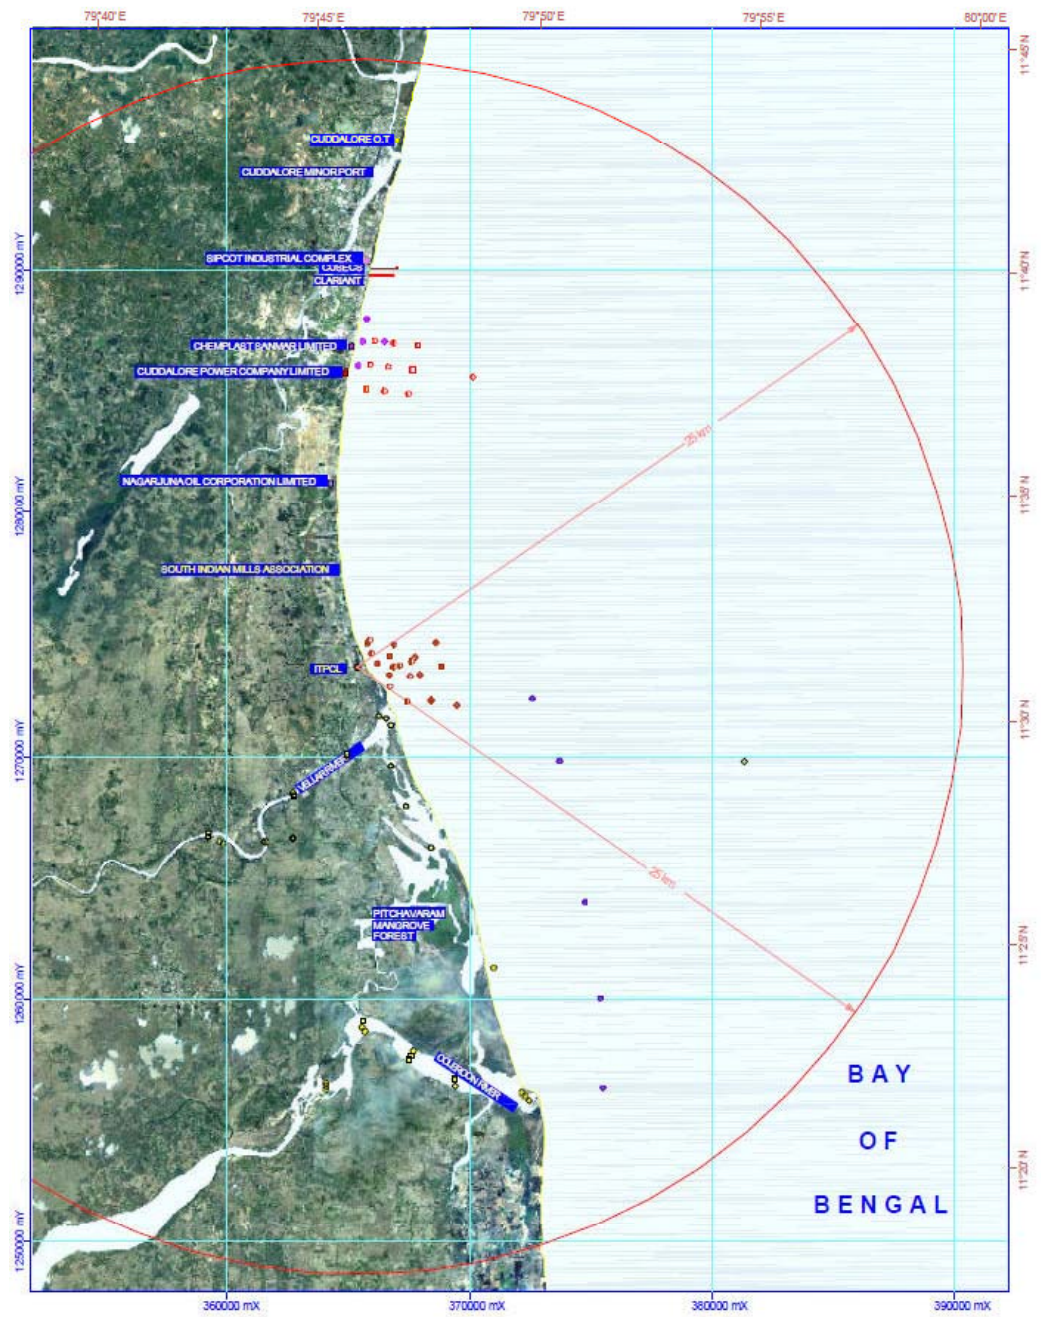 79°40' E 79°45' E 79°50' E 79°55' E 80°00' E
11°45'N
CUDDALORE O.T
CUDDALORE MINOR PORT
SIPCOT INDUSTRIAL COMPLEX
CUSECS
CLARIANT
1290000 mY
11°40'N
CHEMPLAST SANMAR LIMITED
CUDDALORE POWER COMPANY LIMITED
25 km
NAGARJUNA OIL CORPORATION LIMITED
1280000 mY
11°35'N
SOUTH INDIAN MILLS ASSOCIATION
ITPCL
11°30'N
1270000 mY
VELLAR RIVER
25 km
PITCHAVARAM
MANGROVE
FOREST
11°25'N
1260000 mY
COLEROON RIVER
BAY
OF
BENGAL
11°20'N
1250000 mY
360000 mX 370000 mX 380000 mX 390000 mX